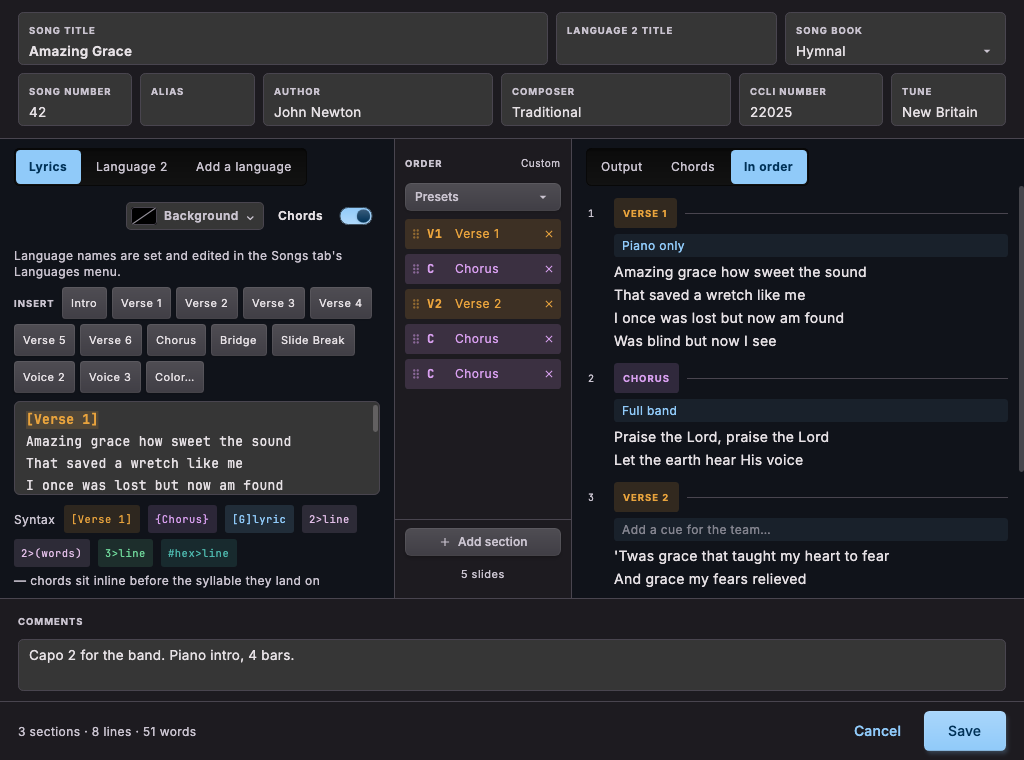 SONG TITLE
Amazing Grace
LANGUAGE 2 TITLE
SONG BOOK
Hymnal
SONG NUMBER
42
ALIAS
AUTHOR
John Newton
COMPOSER
Traditional
CCLI NUMBER
22025
TUNE
New Britain
Lyrics
Language 2
Add a language
Background
Chords
Language names are set and edited in the Songs tab's
Languages menu.
INSERT
Intro
Verse 1
Verse 2
Verse 3
Verse 4
Verse 5
Verse 6
Chorus
Bridge
Slide Break
Voice 2
Voice 3
Color...
[Verse 1]
Amazing grace how sweet the sound
That saved a wretch like me
I once was lost but now am found
Syntax
[Verse 1]
{Chorus}
[G]lyric
2>line
2>(words)
3>line
#hex>line
— chords sit inline before the syllable they land on
ORDER
Custom
Presets
V1 Verse 1 ×
C Chorus ×
V2 Verse 2 ×
C Chorus ×
C Chorus ×
+ Add section
5 slides
Output
Chords
In order
1 VERSE 1
Piano only
Amazing grace how sweet the sound
That saved a wretch like me
I once was lost but now am found
Was blind but now I see
2 CHORUS
Full band
Praise the Lord, praise the Lord
Let the earth hear His voice
3 VERSE 2
Add a cue for the team...
'Twas grace that taught my heart to fear
And grace my fears relieved
COMMENTS
Capo 2 for the band. Piano intro, 4 bars.
3 sections · 8 lines · 51 words
Cancel
Save